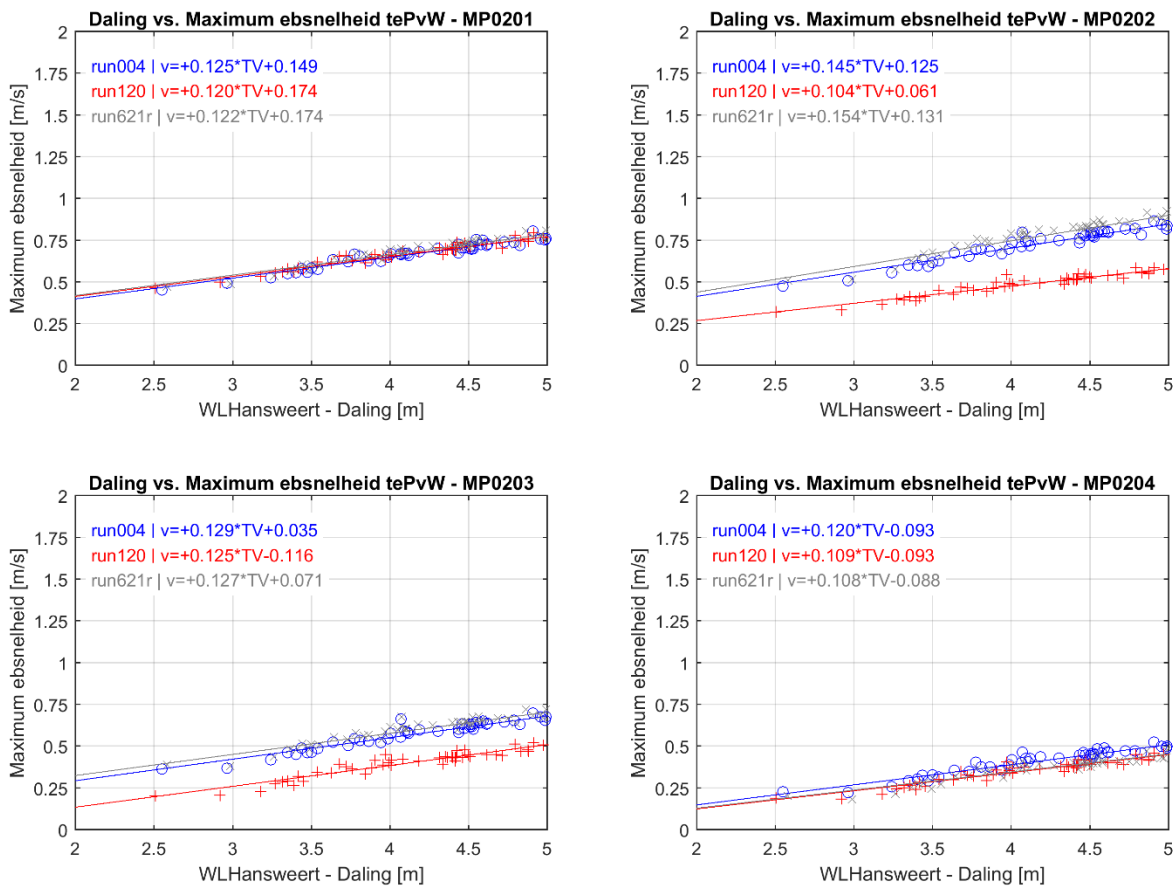 Daling vs. Maximum ebsnelheid tePvW - MP0201
run004 | v=+0.125*TV+0.149
run120 | v=+0.120*TV+0.174
run621r | v=+0.122*TV+0.174
Maximum ebsnelheid [m/s]
2
1.75
1.5
1.25
1
0.75
0.5
0.25
0
2 2.5 3 3.5 4 4.5 5
WLHansweert - Daling [m]
Daling vs. Maximum ebsnelheid tePvW - MP0202
run004 | v=+0.145*TV+0.125
run120 | v=+0.104*TV+0.061
run621r | v=+0.154*TV+0.131
Maximum ebsnelheid [m/s]
2
1.75
1.5
1.25
1
0.75
0.5
0.25
0
2 2.5 3 3.5 4 4.5 5
WLHansweert - Daling [m]
Daling vs. Maximum ebsnelheid tePvW - MP0203
run004 | v=+0.129*TV+0.035
run120 | v=+0.125*TV-0.116
run621r | v=+0.127*TV+0.071
Maximum ebsnelheid [m/s]
2
1.75
1.5
1.25
1
0.75
0.5
0.25
0
2 2.5 3 3.5 4 4.5 5
WLHansweert - Daling [m]
Daling vs. Maximum ebsnelheid tePvW - MP0204
run004 | v=+0.120*TV-0.093
run120 | v=+0.109*TV-0.093
run621r | v=+0.108*TV-0.088
Maximum ebsnelheid [m/s]
2
1.75
1.5
1.25
1
0.75
0.5
0.25
0
2 2.5 3 3.5 4 4.5 5
WLHansweert - Daling [m]